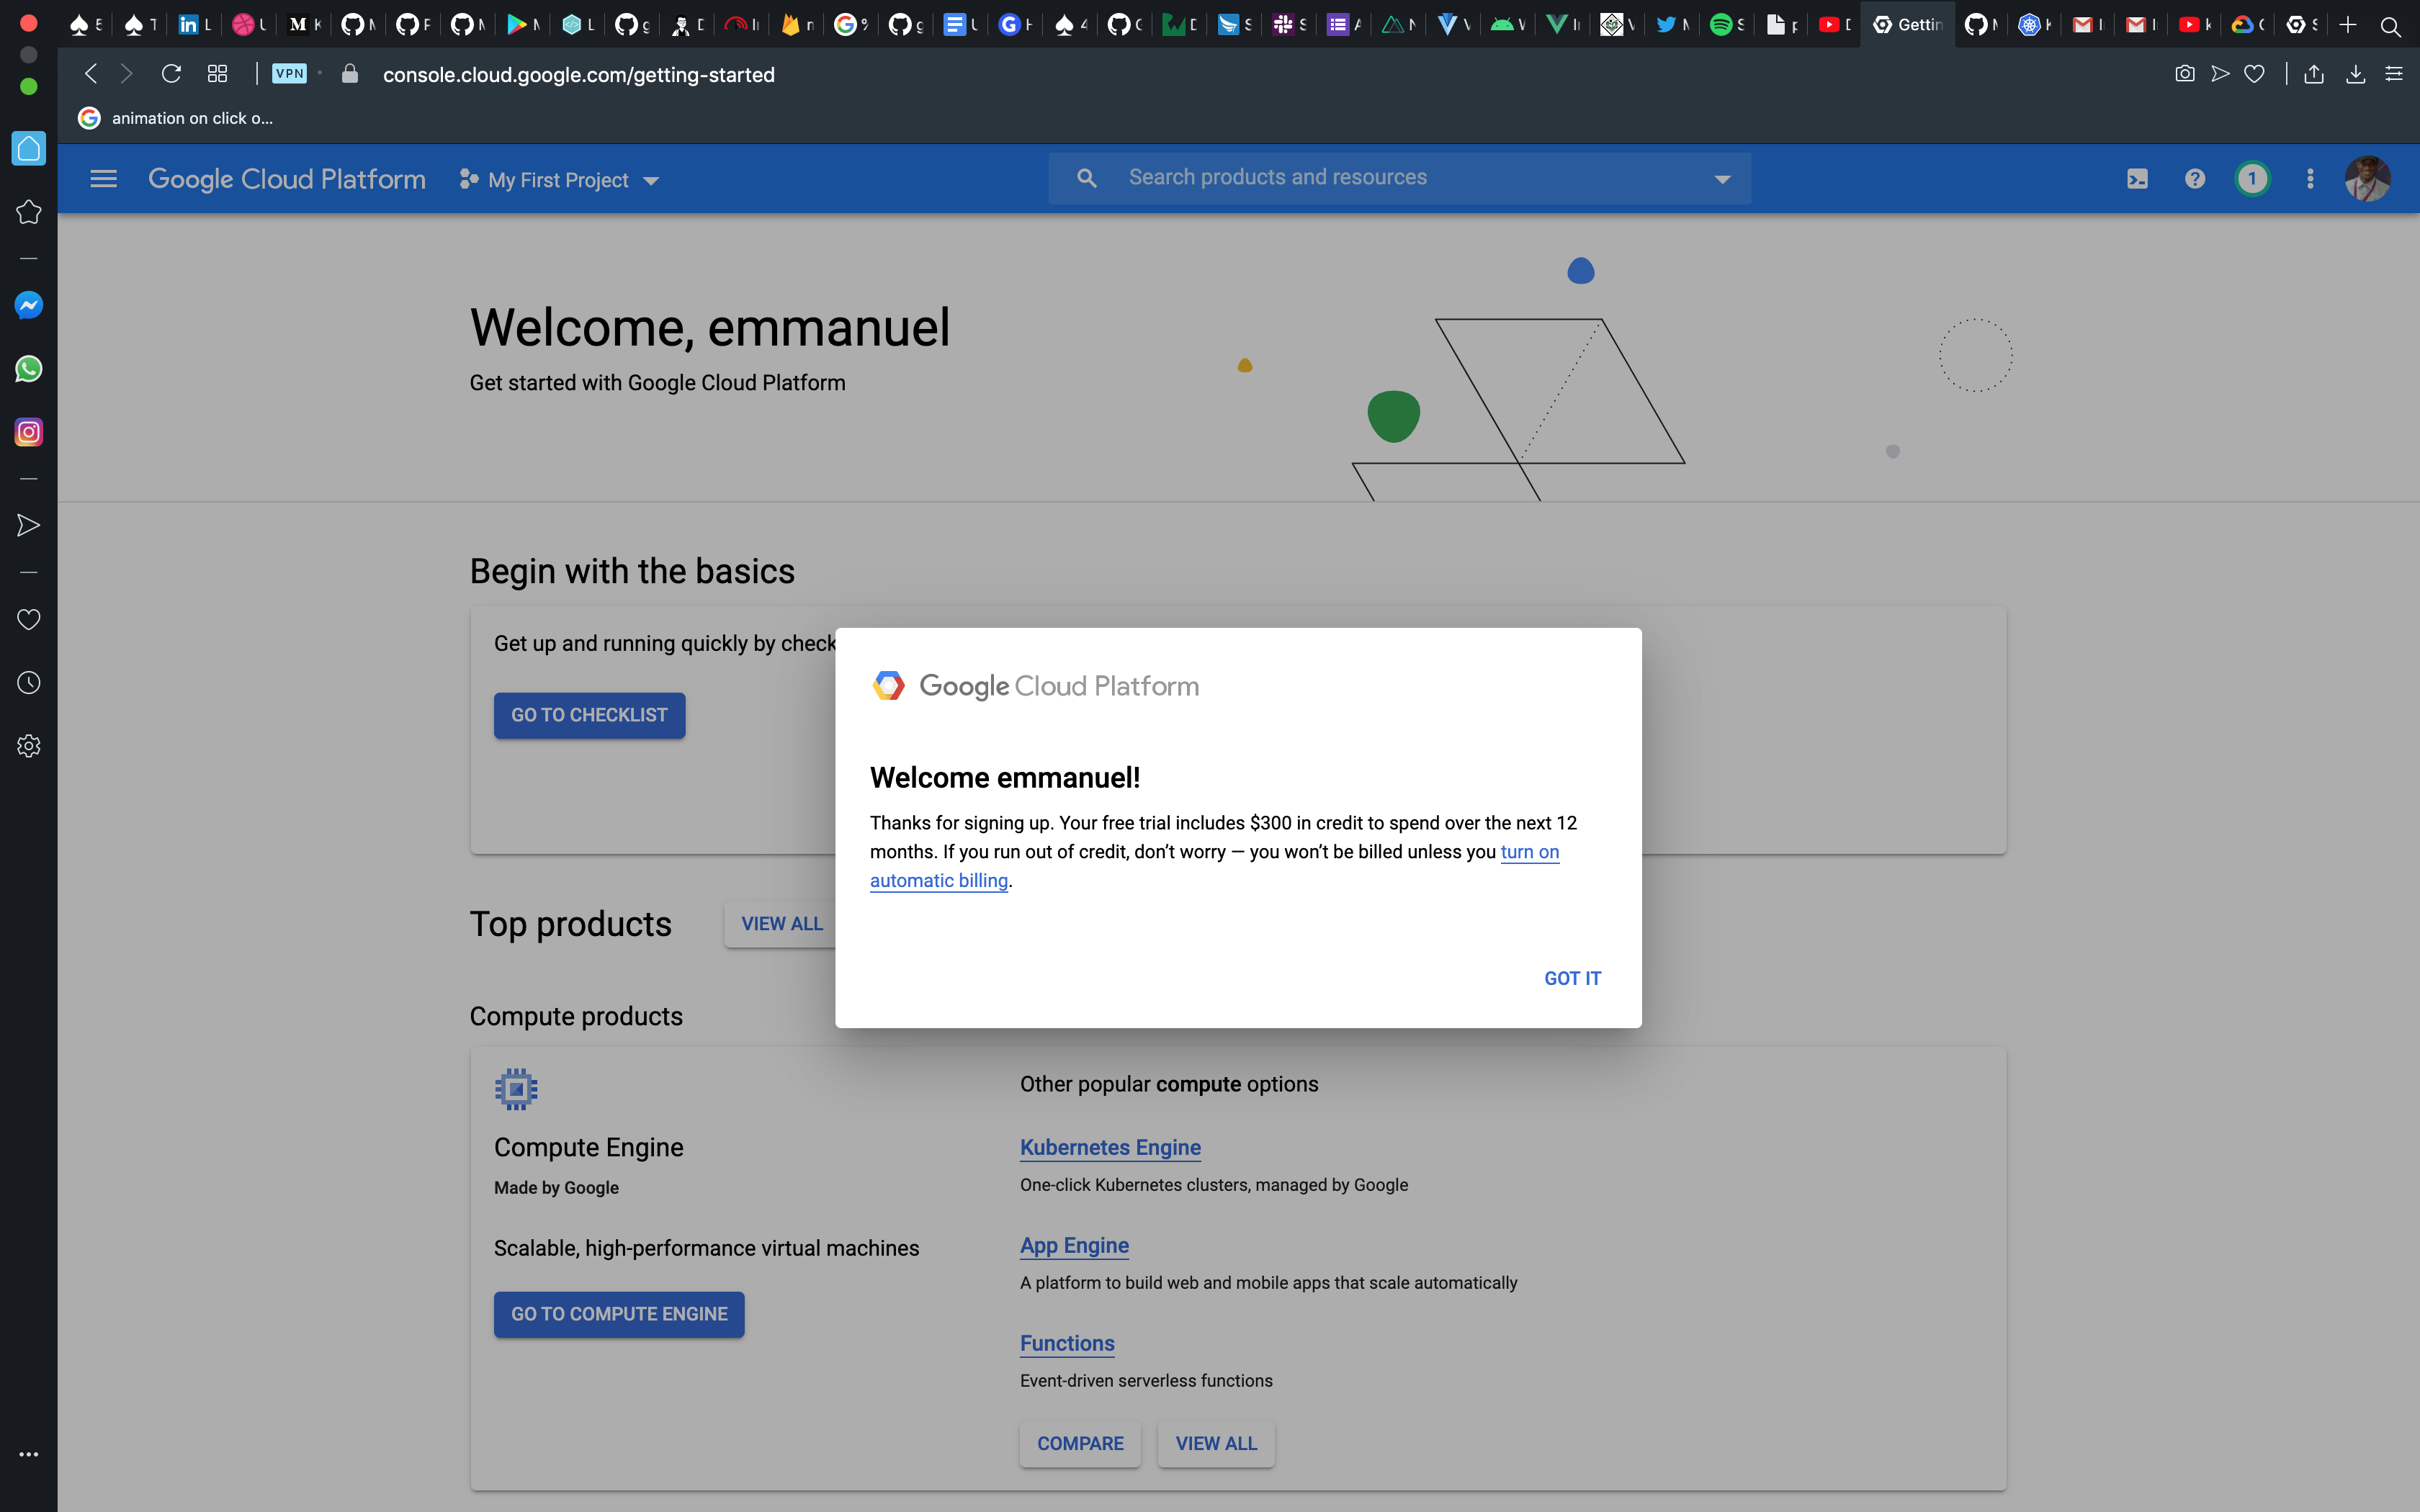 5
T
L
U
M K
M
P
M
M
L
g
D
I
n
%
g
U
H
4
C
D
S
S
A
N
V
V
I
V
M
S
p
D
Gettin
M
K
I
I
k
C
S
VPN
console.cloud.google.com/getting-started
animation on click o...
Google Cloud Platform
My First Project
Search products and resources
1
Welcome, emmanuel
Get started with Google Cloud Platform
Begin with the basics
Get up and running quickly by check
GO TO CHECKLIST
Google Cloud Platform
Welcome emmanuel!
Thanks for signing up. Your free trial includes $300 in credit to spend over the next 12
months. If you run out of credit, don’t worry — you won’t be billed unless you turn on
automatic billing.
GOT IT
Top products
VIEW ALL
Compute products
Compute Engine
Made by Google
Scalable, high-performance virtual machines
GO TO COMPUTE ENGINE
Other popular compute options
Kubernetes Engine
One-click Kubernetes clusters, managed by Google
App Engine
A platform to build web and mobile apps that scale automatically
Functions
Event-driven serverless functions
COMPARE
VIEW ALL